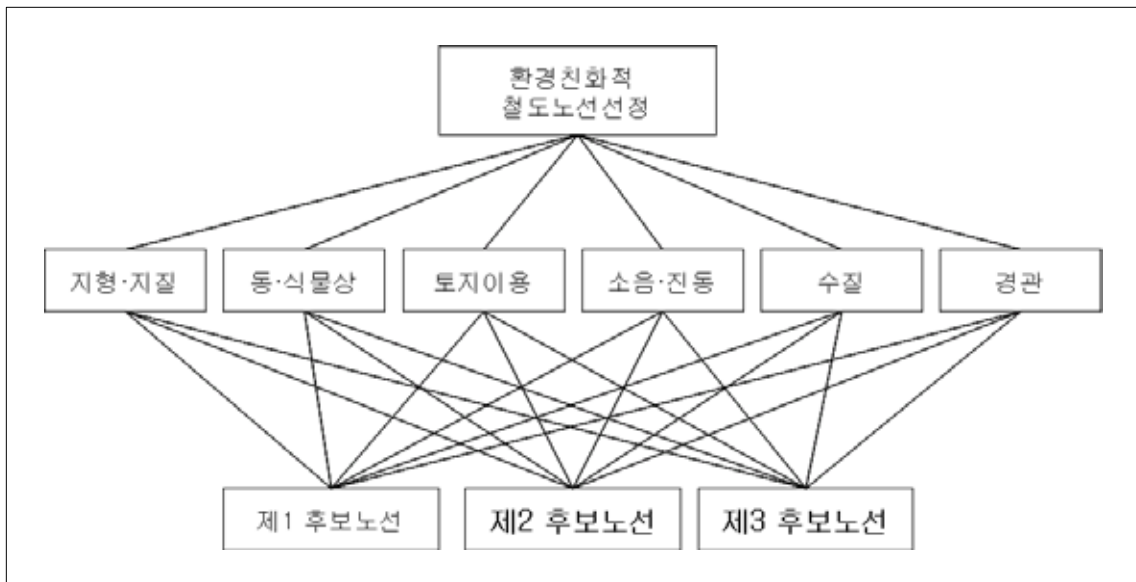 환경친화적
철도노선선정
지형·지질
동·식물상
토지이용
소음·진동
수질
경관
제1 후보노선
제2 후보노선
제3 후보노선